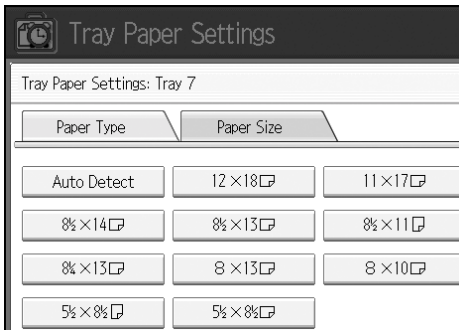 Tray Paper Settings
Tray Paper Settings: Tray 7
Paper Type Paper Size
Auto Detect 12×18 11×17
8½×14 8½×13 8½×11
8¼×13 8×13 8×10
5½×8½ 5½×8½